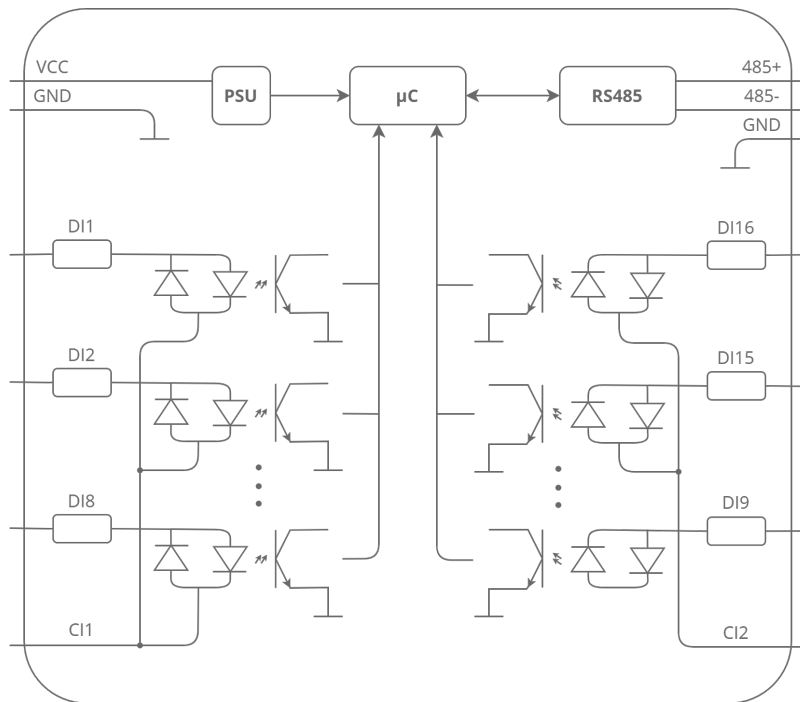 VCC
485+
PSU
µC
RS485
GND
485-
GND
DI1
DI16
DI2
DI15
DI8
DI9
CI1
CI2